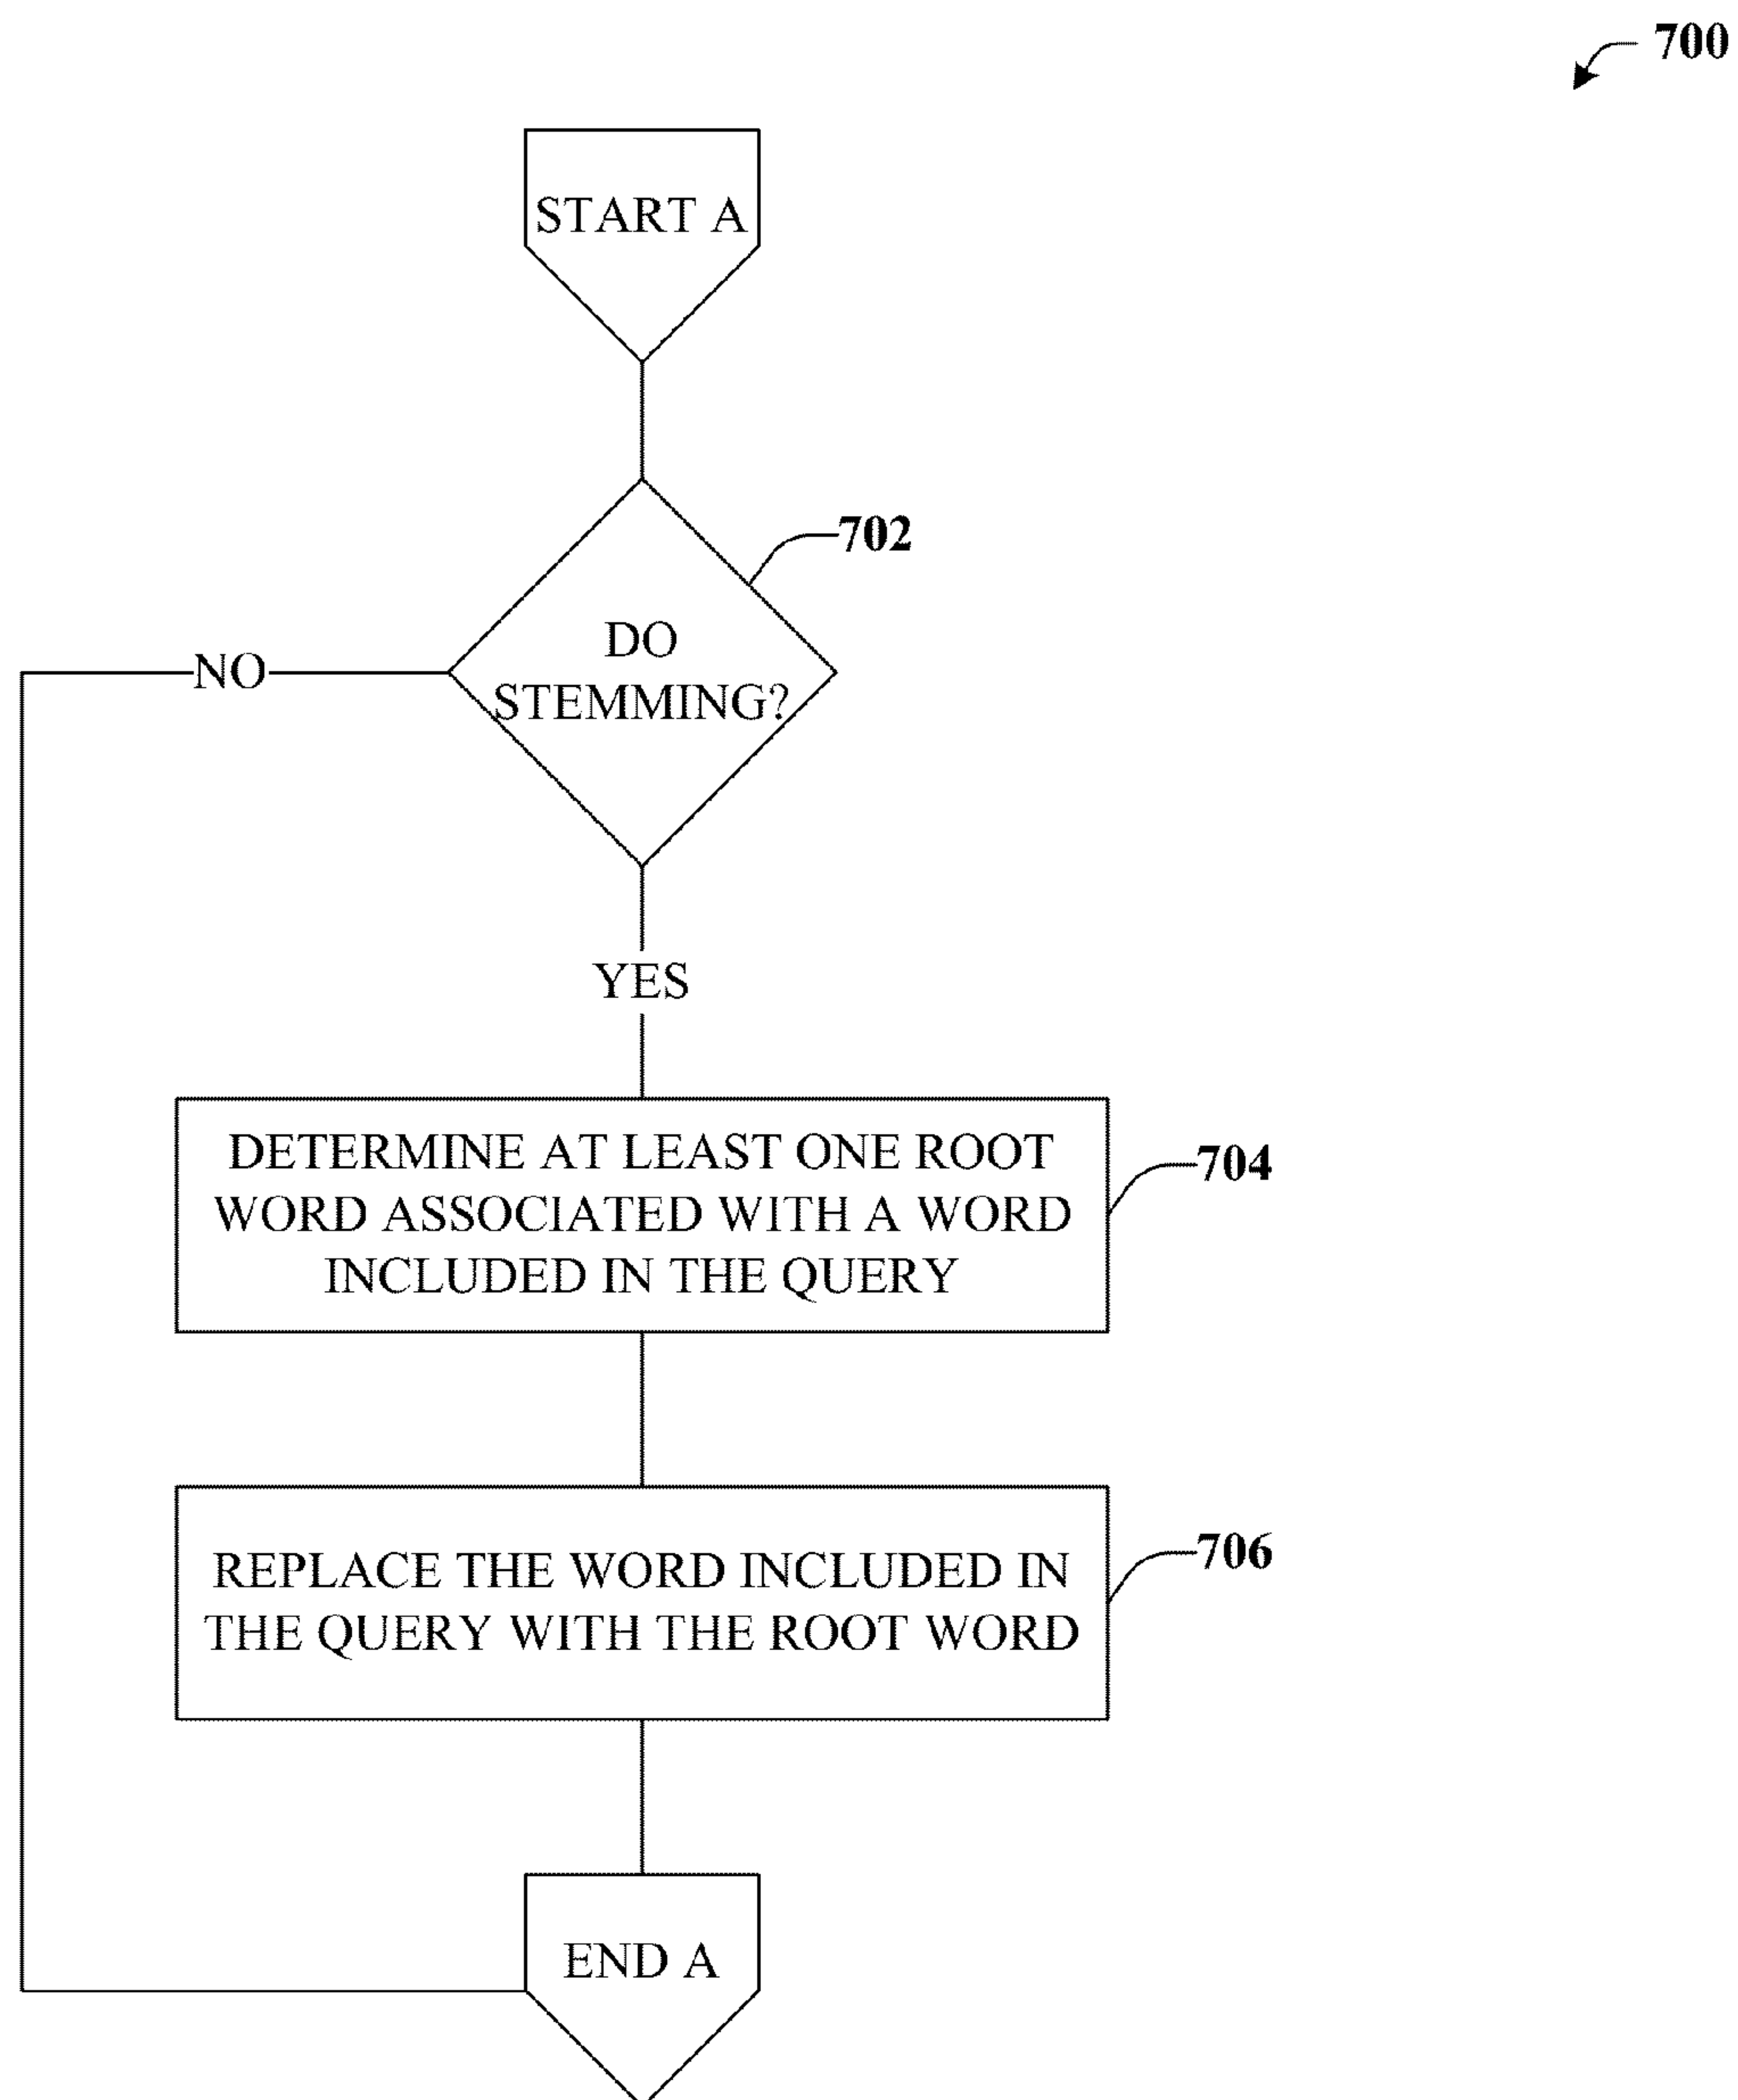 700
START A
702
DO
STEMMING?
NO
YES
DETERMINE AT LEAST ONE ROOT
WORD ASSOCIATED WITH A WORD
INCLUDED IN THE QUERY
704
REPLACE THE WORD INCLUDED IN
THE QUERY WITH THE ROOT WORD
706
END A